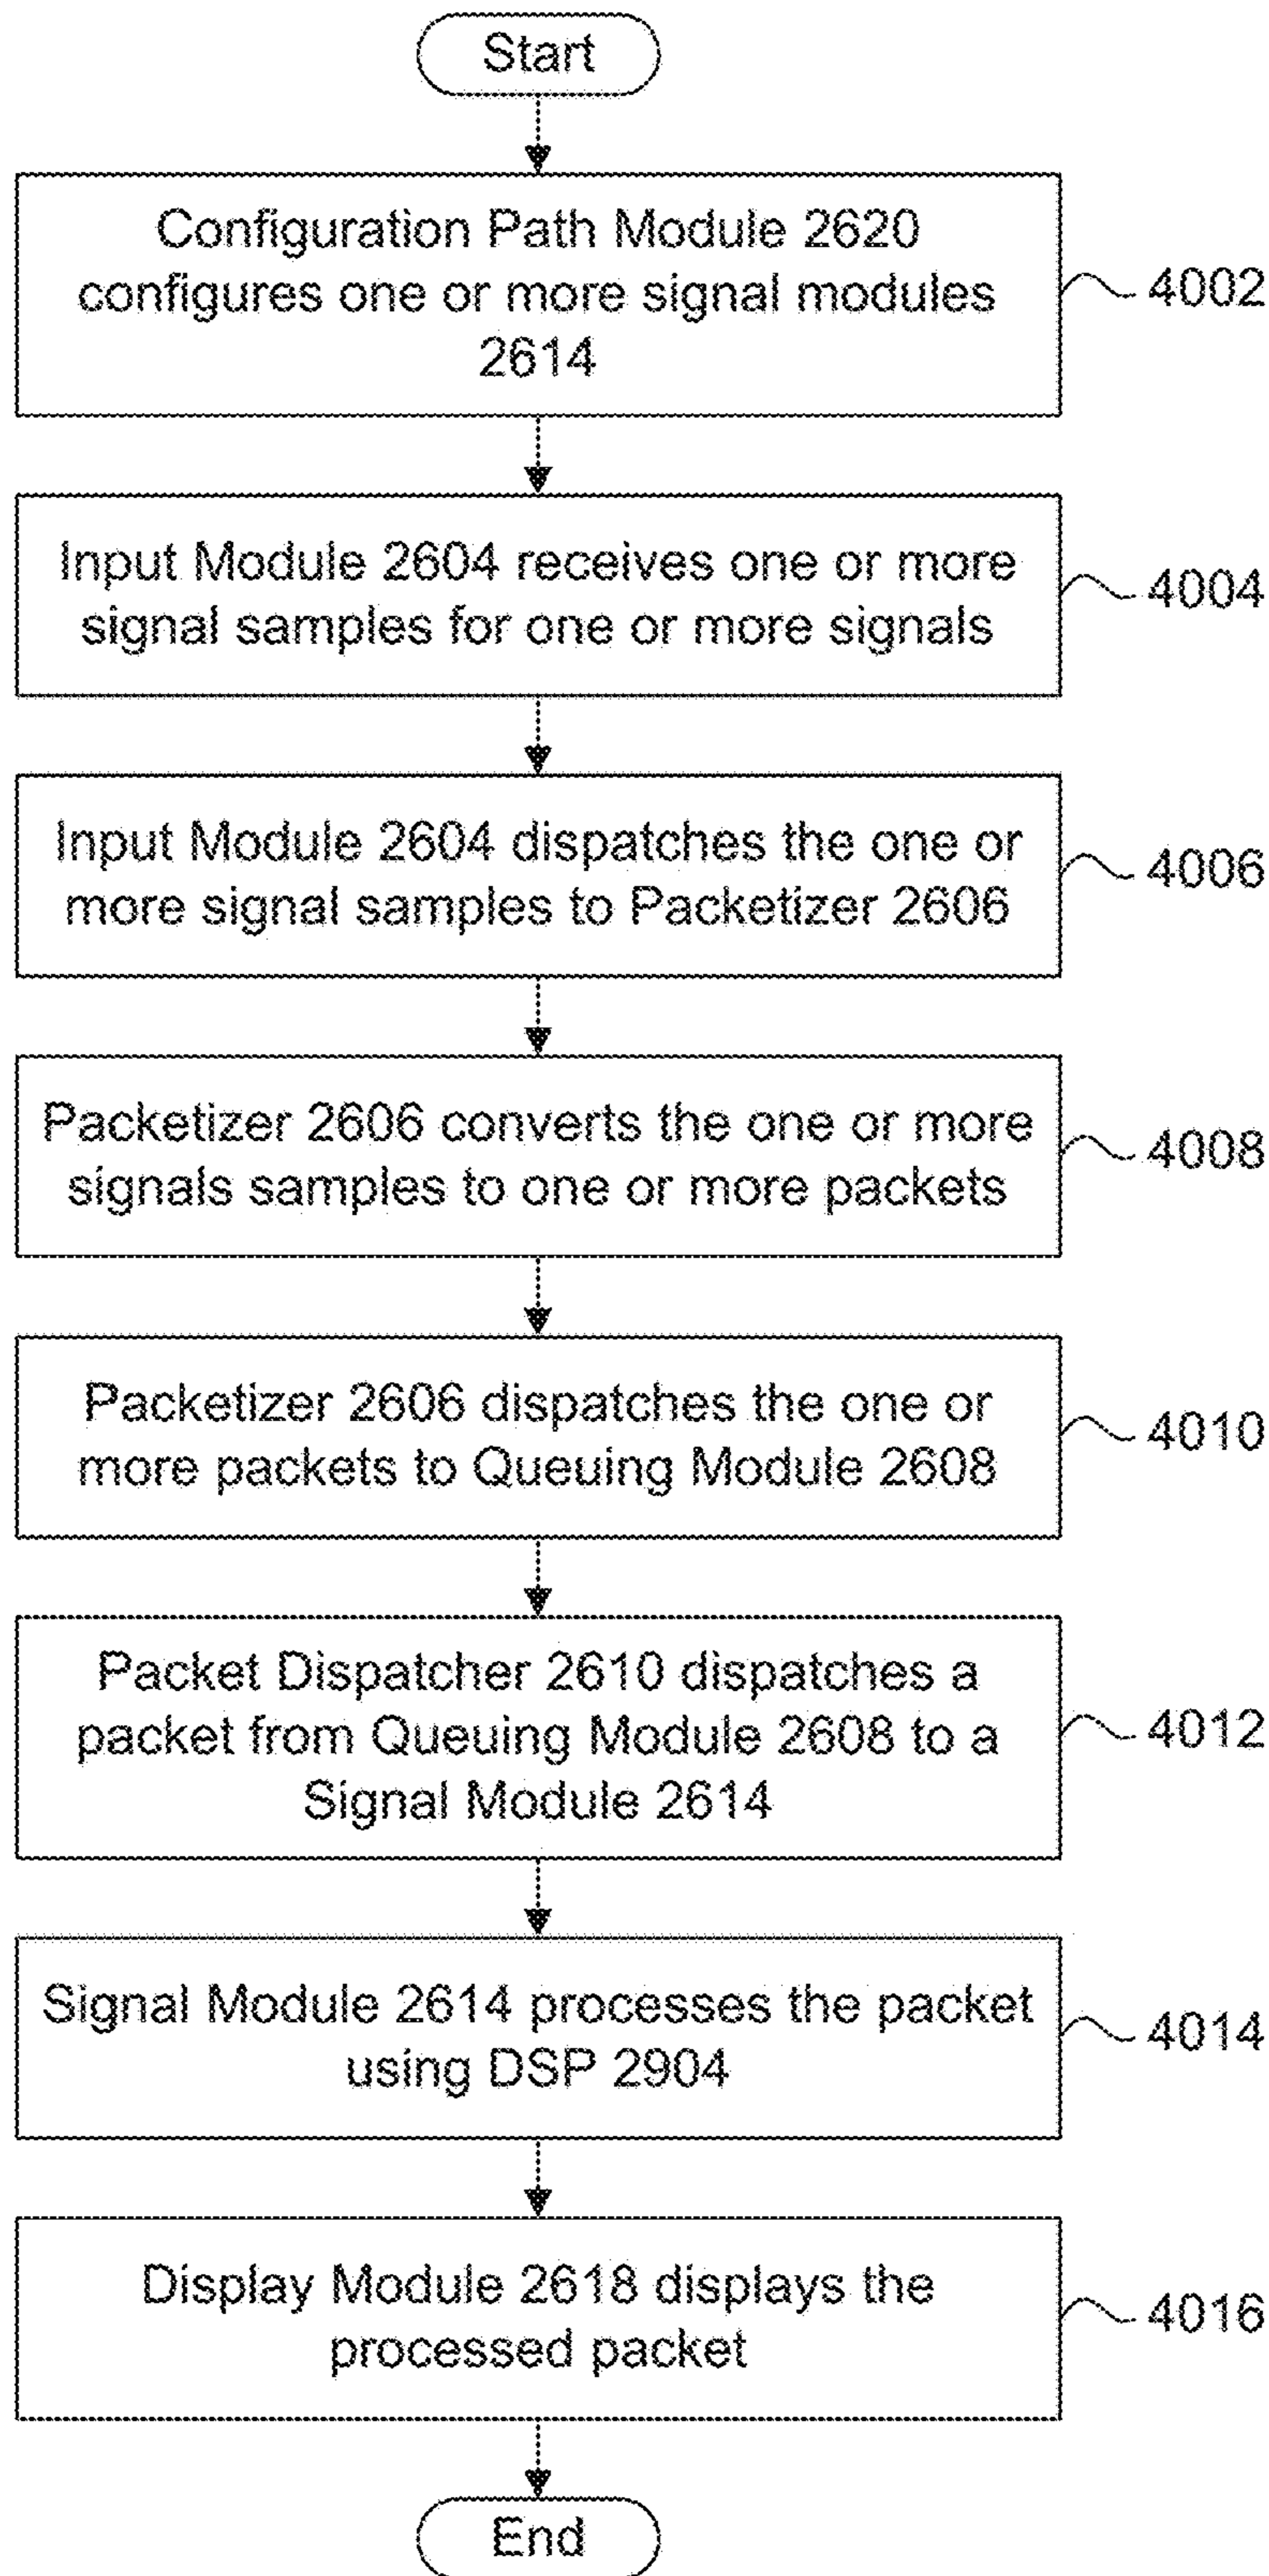 Start
Configuration Path Module 2620
configures one or more signal modules
2614
4002
Input Module 2604 receives one or more
signal samples for one or more signals
4004
Input Module 2604 dispatches the one or
more signal samples to Packetizer 2606
4006
Packetizer 2606 converts the one or more
signals samples to one or more packets
4008
Packetizer 2606 dispatches the one or
more packets to Queuing Module 2608
4010
Packet Dispatcher 2610 dispatches a
packet from Queuing Module 2608 to a
Signal Module 2614
4012
Signal Module 2614 processes the packet
using DSP 2904
4014
Display Module 2618 displays the
processed packet
4016
End